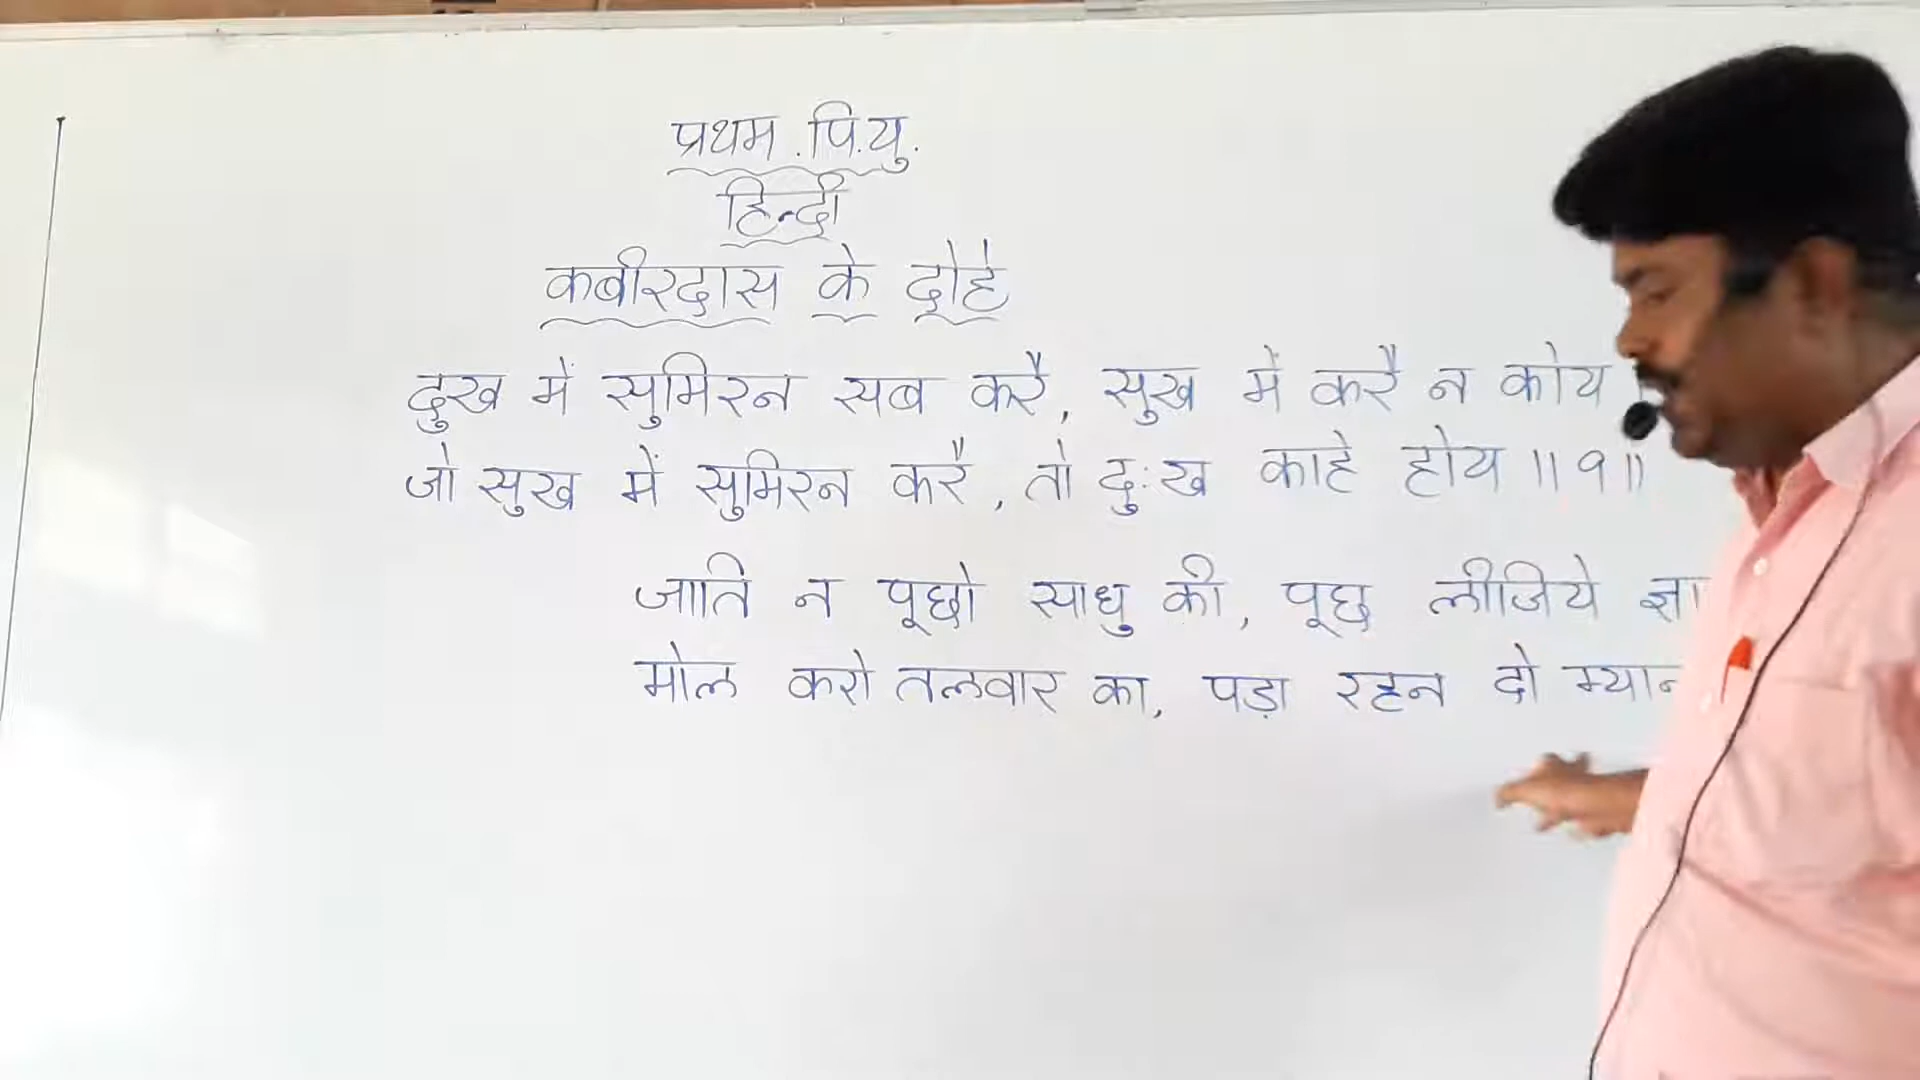 प्रथम .पि.यु.
हिन्दी
कबीरदास के दोहे
दुख में सुमिरन सब करै, सुख में करै न कोय
जो सुख में सुमिरन करै, तो दुःख काहे होय ॥१॥
जाति न पूछो साधु की, पूछ लीजिये ज्ञा
मोल करो तलवार का, पड़ा रहन दो म्यान